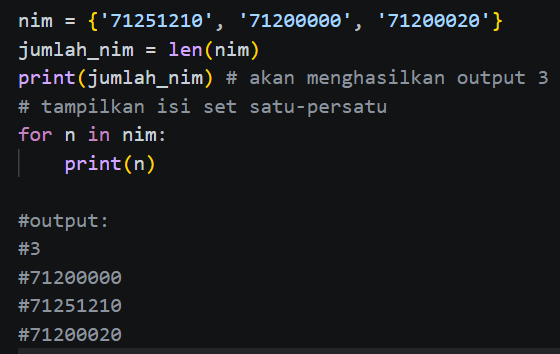 nim = {'71251210', '71200000', '71200020'}
jumlah_nim = len(nim)
print(jumlah_nim) # akan menghasilkan output 3
# tampilkan isi set satu-persatu
for n in nim:
    print(n)

#output:
#3
#71200000
#71251210
#71200020